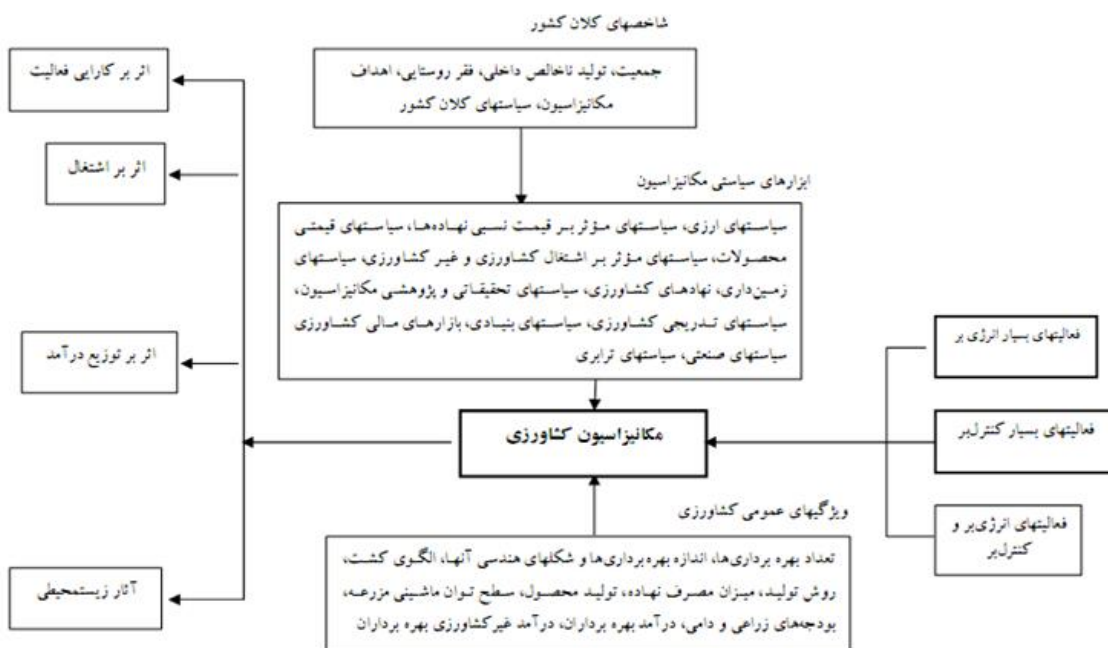 شاخصهای کلان کشور
جمعیت، تولید ناخالص داخلی، فقر روستایی، اهداف
مکانیزاسیون، سیاستهای کلان کشور
ابزارهای سیاستی مکانیزاسیون
سیاستهای ارزی، سیاستهای مؤثر بر قیمت نسبی نهاده‌ها، سیاستهای قیمتی
محصولات، سیاستهای مؤثر بر اشتغال کشاورزی و غیر کشاورزی، سیاستهای
زمین‌داری، نهادهای کشاورزی، سیاستهای تحقیقاتی و پژوهشی مکانیزاسیون،
سیاستهای تدریجی کشاورزی، سیاستهای بنیادی، بازارهای مالی کشاورزی
سیاستهای صنعتی، سیاستهای ترابری
فعالیتهای بسیار انرژی بر
فعالیتهای بسیار کنترل‌بر
فعالیتهای انرژی‌بر و
کنترل‌بر
مکانیزاسیون کشاورزی
ویژگیهای عمومی کشاورزی
تعداد بهره برداری‌ها، اندازه بهره‌برداری‌ها و شکلهای هندسی آنها، الگوی کشت،
روش تولید، میزان مصرف نهاده، تولید محصول، سطح توان ماشینی مزرعه،
بودجه‌های زراعی و دامی، درآمد بهره برداران، درآمد غیرکشاورزی بهره برداران
اثر بر کارایی فعالیت
اثر بر اشتغال
اثر بر توزیع درآمد
آثار زیستمحیطی